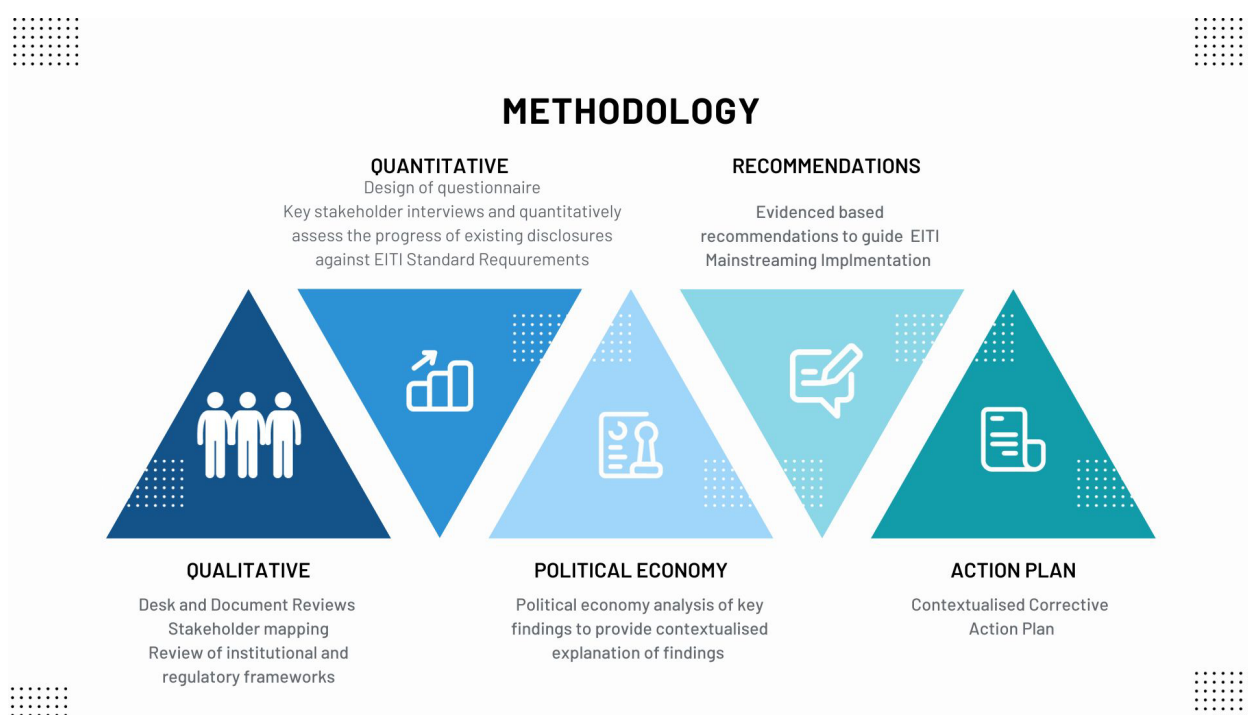 METHODOLOGY
QUANTITATIVE
Design of questionnaire
Key stakeholder interviews and quantitatively
assess the progress of existing disclosures
against EITI Standard Requurements
RECOMMENDATIONS
Evidenced based
recommendations to guide EITI
Mainstreaming Implmentation
QUALITATIVE
Desk and Document Reviews
Stakeholder mapping
Review of institutional and
regulatory frameworks
POLITICAL ECONOMY
Political economy analysis of key
findings to provide contextualised
explanation of findings
ACTION PLAN
Contextualised Corrective
Action Plan